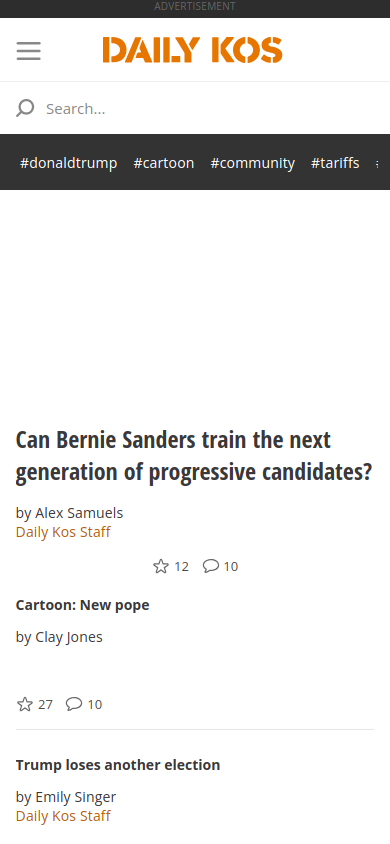 ADVERTISEMENT
DAILY KOS
Search...
#donaldtrump #cartoon #community #tariffs
Can Bernie Sanders train the next
generation of progressive candidates?
by Alex Samuels
Daily Kos Staff
12 10
Cartoon: New pope
by Clay Jones
27 10
Trump loses another election
by Emily Singer
Daily Kos Staff